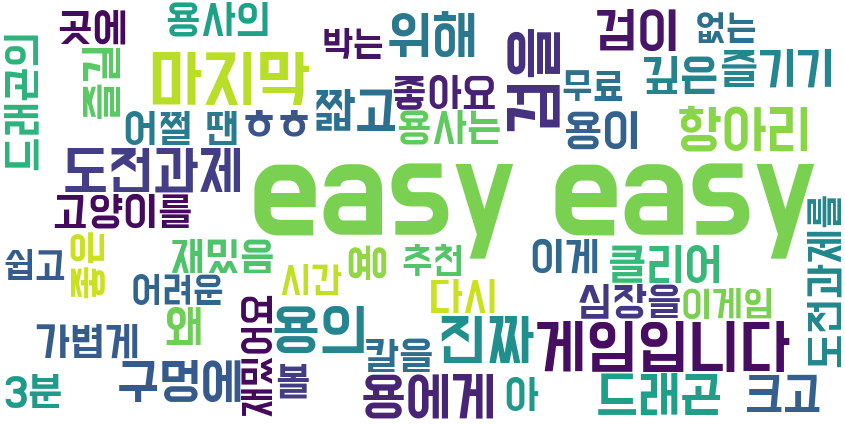 곳에 용사의 박는 위해 검을 검이 없는
드래곤의 즐길 마지막 짧고 좋아요 무료 깊은 즐기기
어쩔 땐 ㅎㅎ 용사는 용이 항아리
도전과제 easy easy
고양이를
쉽고 좋은 재밌음 시간 예 추천 이게 클리어 도전과제를
어려운 다시 심장을 이게임
가볍게 왜 재밌어여 용의 칼을 진짜 게임입니다
3분 구멍에 볼 용에게 아 드래곤 크고